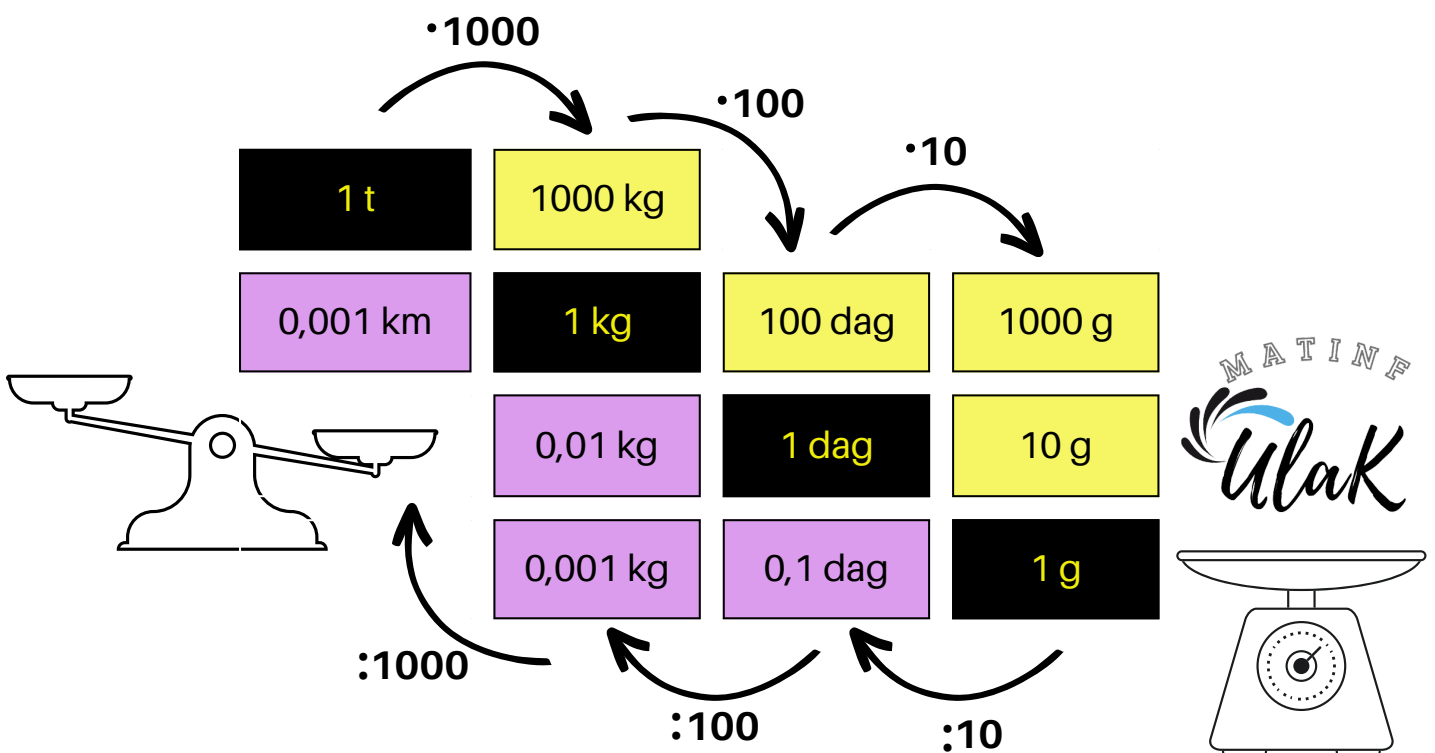 ·1000
·100
·10
1 t
1000 kg
0,001 km
1 kg
100 dag
1000 g
MATINF
UlaK
0,01 kg
1 dag
10 g
0,001 kg
0,1 dag
1 g
:1000
:100
:10